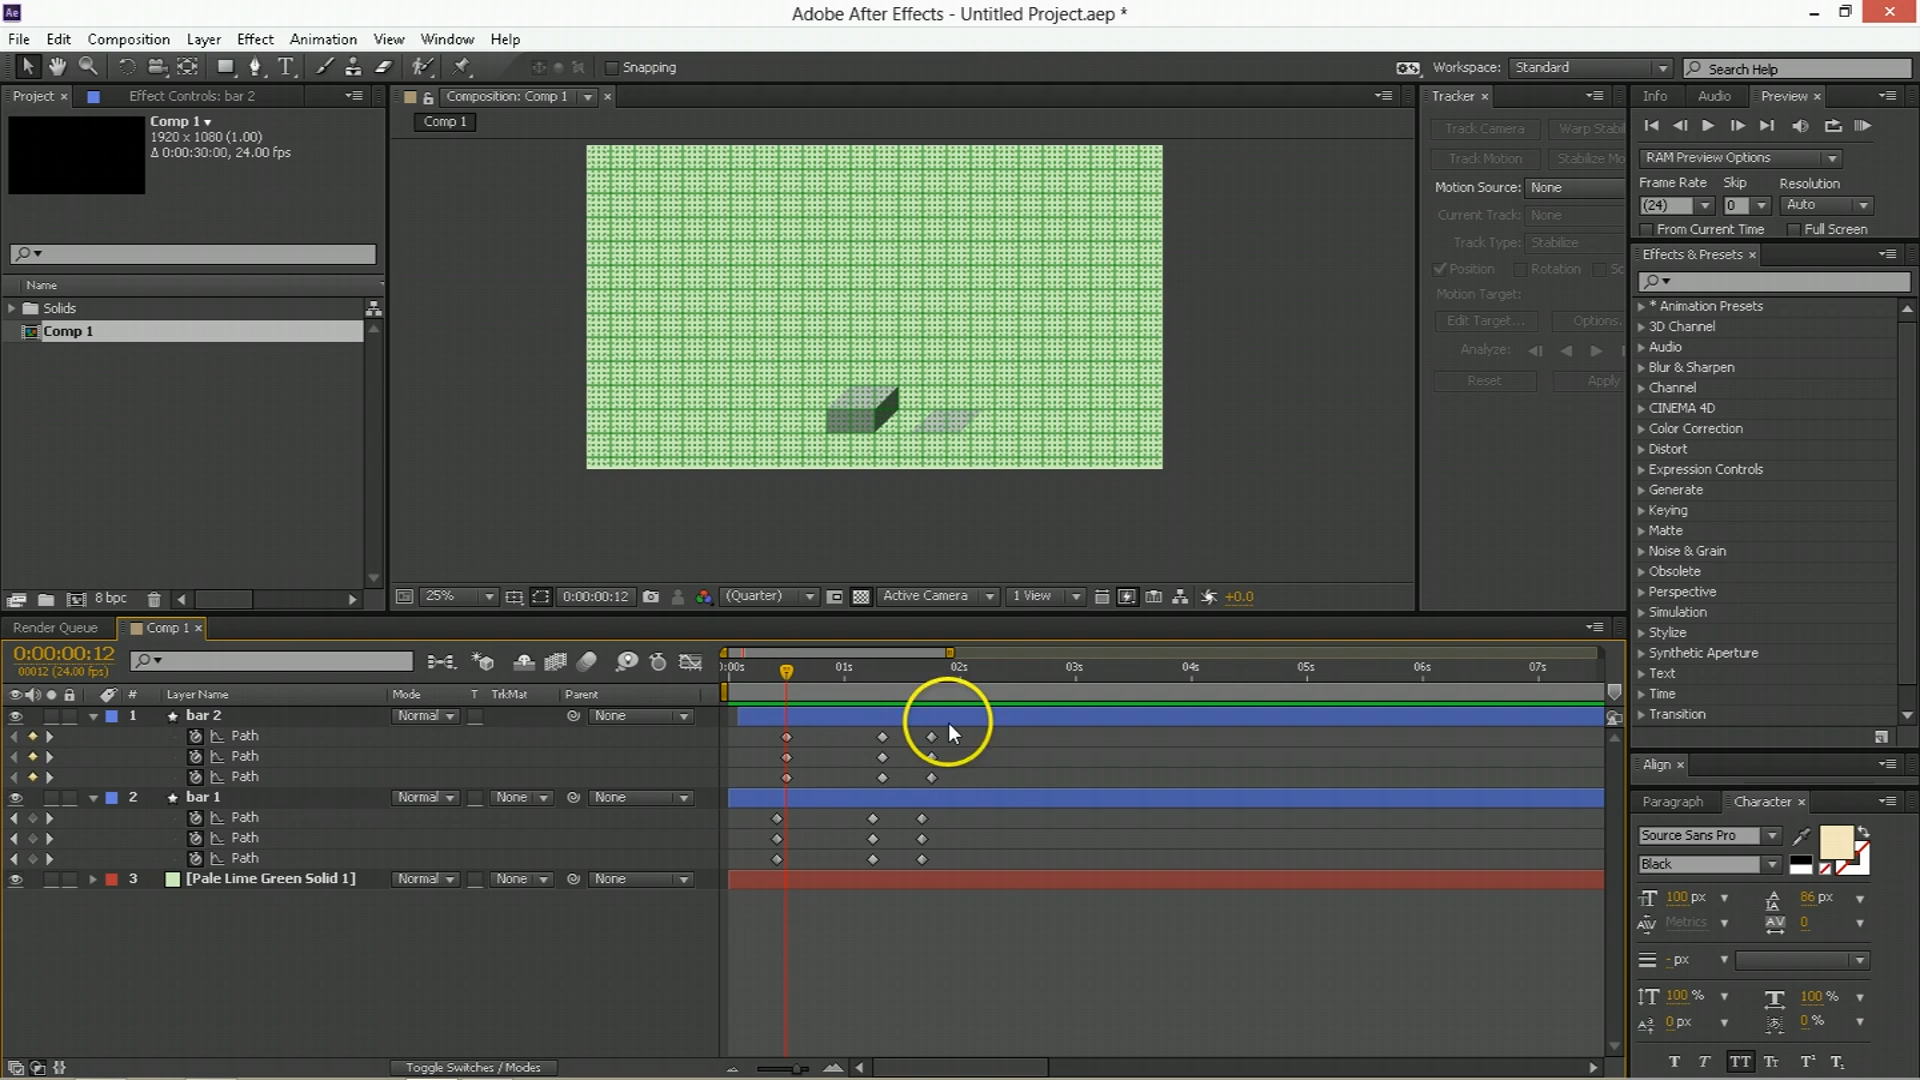 Ae
Adobe After Effects - Untitled Project.aep *
File Edit Composition Layer Effect Animation View Window Help
Snapping
Workspace: Standard
Search Help
Project × Effect Controls: bar 2
Composition: Comp 1 ×
Tracker ×
Info Audio Preview ×
Comp 1
1920 x 1080 (1.00)
Δ 0:00:30:00, 24.00 fps)
Comp 1
Track Camera Warp Stabi
Track Motion Stabilize Mo
Motion Source: None
Current Track: None
Track Type: Stabilize
Position Rotation Sc
Motion Target:
Edit Target... Options.
Analyze:
Reset Apply
RAM Preview Options
Frame Rate Skip Resolution
(24) 0 Auto
From Current Time Full Screen
Effects & Presets ×
* Animation Presets
3D Channel
Audio
Blur & Sharpen
Channel
CINEMA 4D
Color Correction
Distort
Expression Controls
Generate
Keying
Matte
Noise & Grain
Obsolete
Perspective
Simulation
Stylize
Synthetic Aperture
Text
Time
Transition
Name
Solids
Comp 1
8 bpc
25% 0:00:00:12 (Quarter) Active Camera 1 View +0.0
Render Queue Comp 1 ×
0:00:00:12
00012 (24.00 fps)
):00s 01s 02s 03s 04s 05s 06s 07s
# Layer Name Mode T TrkMat Parent
1 bar 2 Normal None
Path
Path
Path
2 bar 1 Normal None None
Path
Path
Path
3 [Pale Lime Green Solid 1] Normal None None
Toggle Switches / Modes
Align ×
Paragraph Character ×
Source Sans Pro
Black
100 px 86 px
Metrics 0
- px
100 % 100 %
0 px 0 %
T T TT Tt T¹ T₁